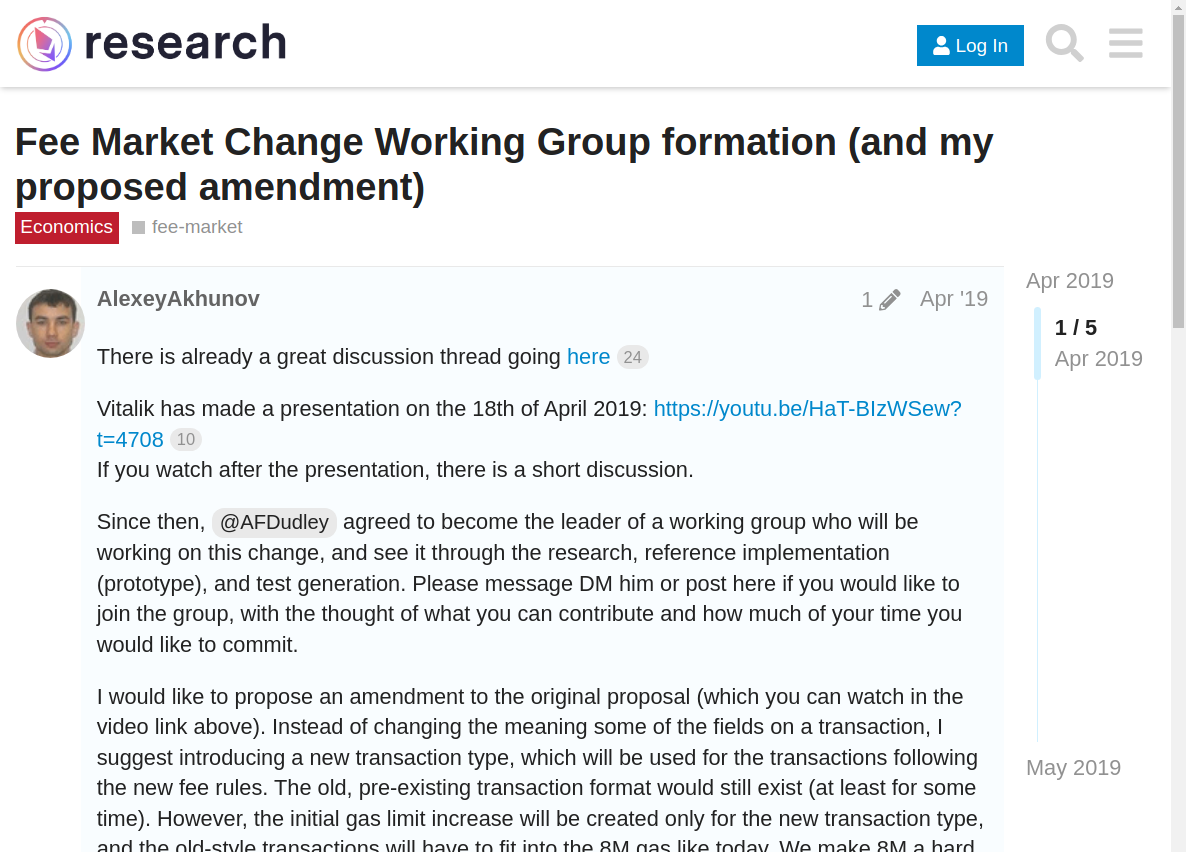 research
Log In
Fee Market Change Working Group formation (and my
proposed amendment)
Economics fee-market
AlexeyAkhunov 1 Apr '19
Apr 2019
1 / 5
Apr 2019
There is already a great discussion thread going here 24
Vitalik has made a presentation on the 18th of April 2019: https://youtu.be/HaT-BIzWSew?
t=4708 10
If you watch after the presentation, there is a short discussion.
Since then, @AFDudley agreed to become the leader of a working group who will be
working on this change, and see it through the research, reference implementation
(prototype), and test generation. Please message DM him or post here if you would like to
join the group, with the thought of what you can contribute and how much of your time you
would like to commit.
I would like to propose an amendment to the original proposal (which you can watch in the
video link above). Instead of changing the meaning some of the fields on a transaction, I
suggest introducing a new transaction type, which will be used for the transactions following
the new fee rules. The old, pre-existing transaction format would still exist (at least for some
time). However, the initial gas limit increase will be created only for the new transaction type,
and the old-style transactions will have to fit into the 8M gas like today. We make 8M a hard
May 2019